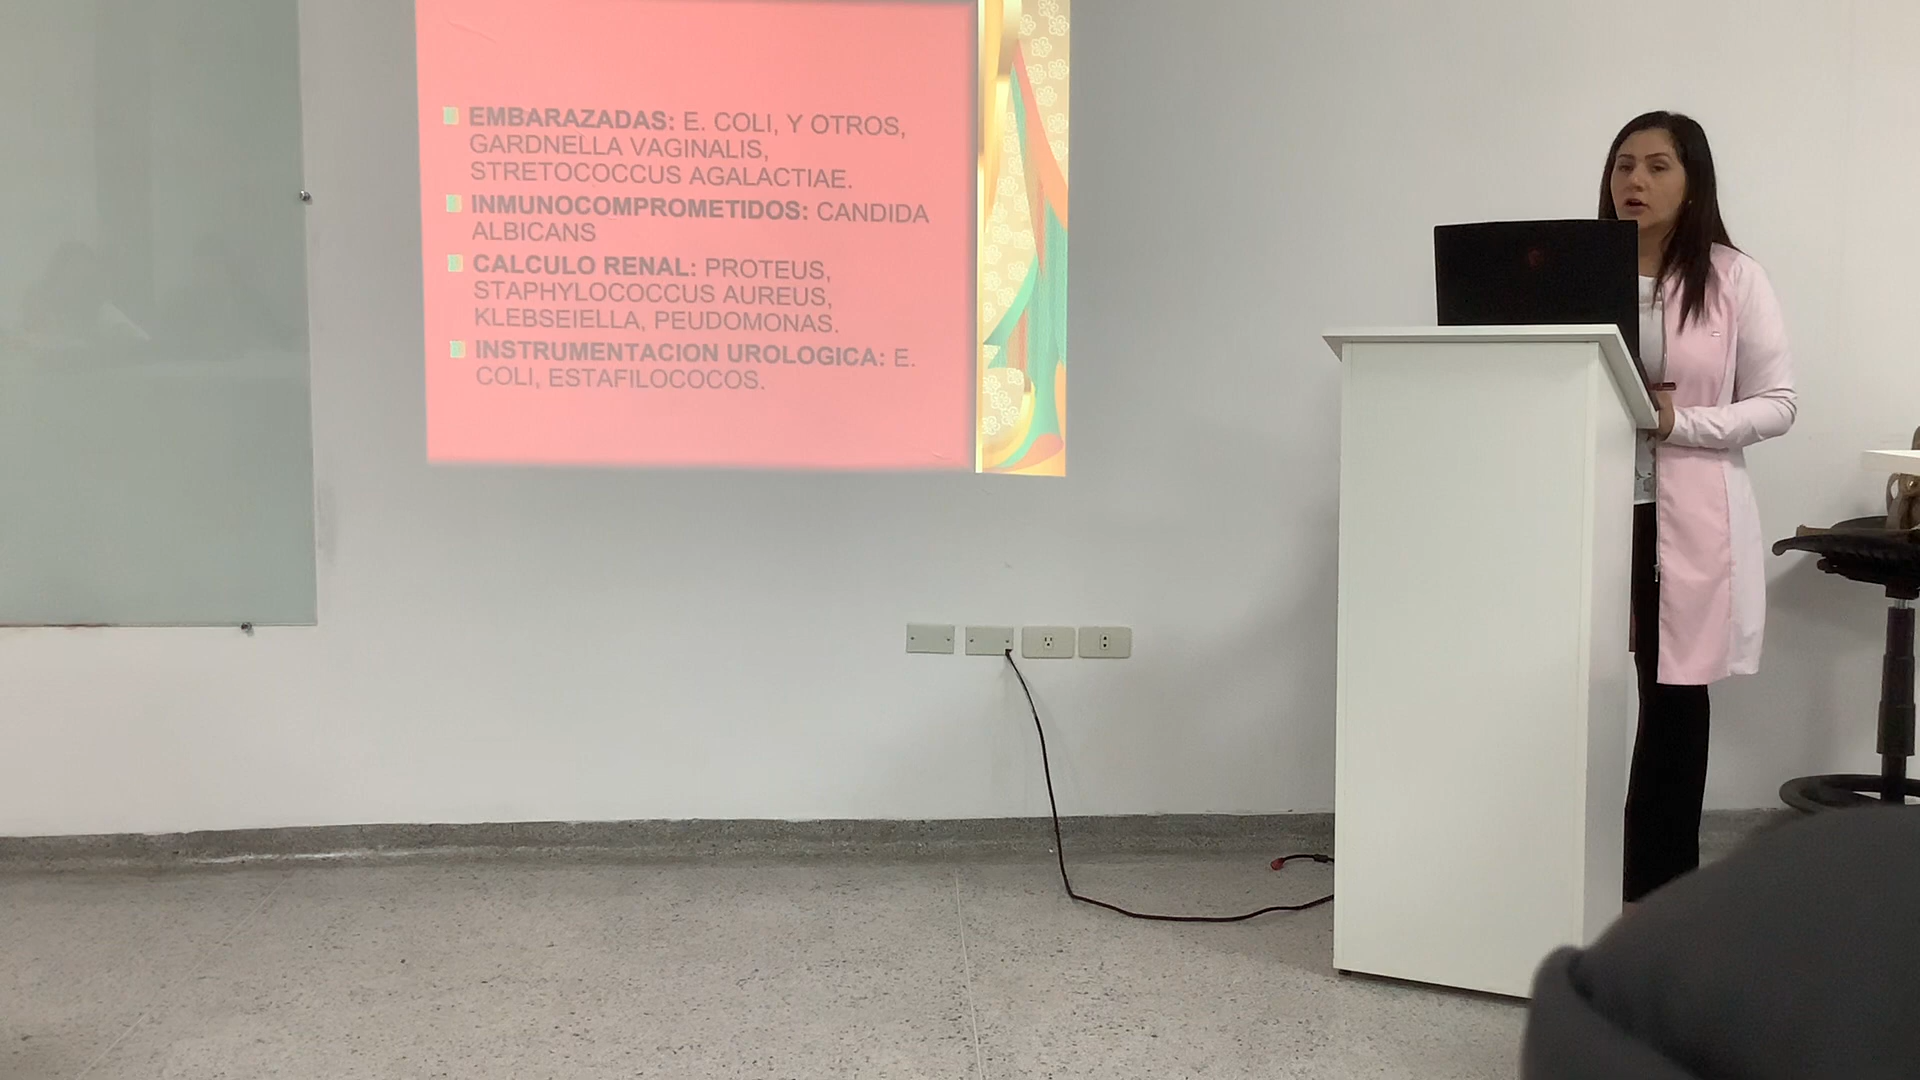 EMBARAZADAS: E. COLI, Y OTROS,
GARDNELLA VAGINALIS,
STRETOCOCCUS AGALACTIAE.
INMUNOCOMPROMETIDOS: CANDIDA
ALBICANS
CALCULO RENAL: PROTEUS,
STAPHYLOCOCCUS AUREUS,
KLEBSEIELLA, PEUDOMONAS.
INSTRUMENTACION UROLOGICA: E.
COLI, ESTAFILOCOCOS.